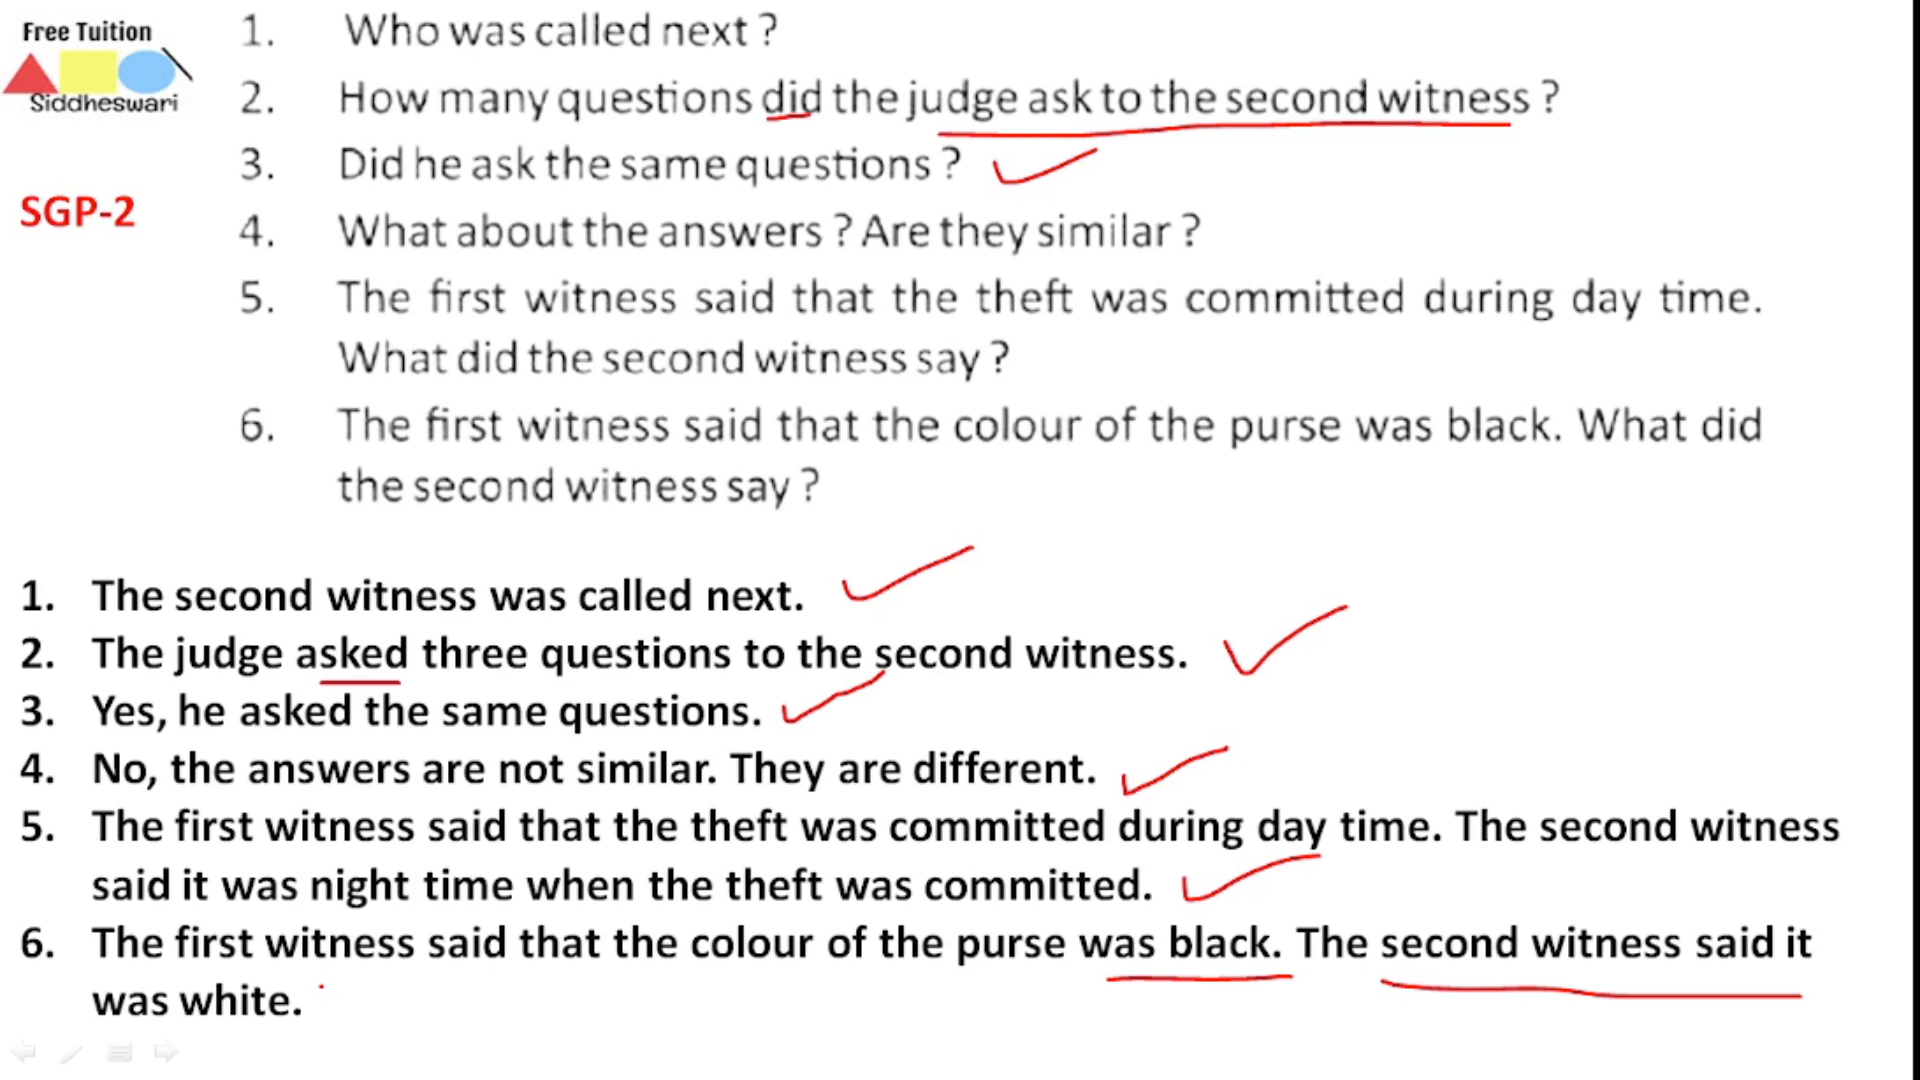 Free Tuition
Siddheswari
SGP-2
1. Who was called next ?
2. How many questions did the judge ask to the second witness ?
3. Did he ask the same questions ?
4. What about the answers ? Are they similar ?
5. The first witness said that the theft was committed during day time.
What did the second witness say ?
6. The first witness said that the colour of the purse was black. What did
the second witness say ?
1. The second witness was called next.
2. The judge asked three questions to the second witness.
3. Yes, he asked the same questions.
4. No, the answers are not similar. They are different.
5. The first witness said that the theft was committed during day time. The second witness
said it was night time when the theft was committed.
6. The first witness said that the colour of the purse was black. The second witness said it
was white.